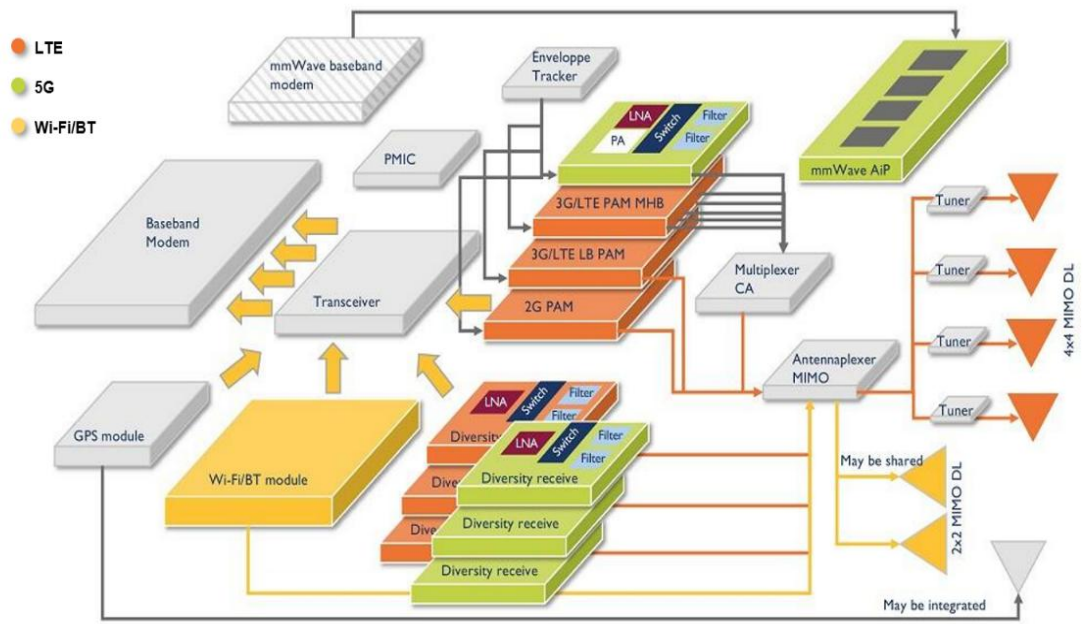 LTE
5G
Wi-Fi/BT
mmWave baseband
modem
Enveloppe
Tracker
PMIC
Baseband
Modem
Transceiver
GPS module
Wi-Fi/BT module
LNA
PA
Switch
Filter
Filter
3G/LTE PAM MHB
3G/LTE LB PAM
2G PAM
mmWave AiP
Multiplexer
CA
Antennaplexer
MIMO
Tuner
Tuner
Tuner
Tuner
4x4 MIMO DL
LNA
Switch
Filter
Filter
Diversity
Dive
Dive
LNA
Switch
Filter
Filter
Diversity receive
Diversity receive
Diversity receive
May be shared
2x2 MIMO DL
May be integrated